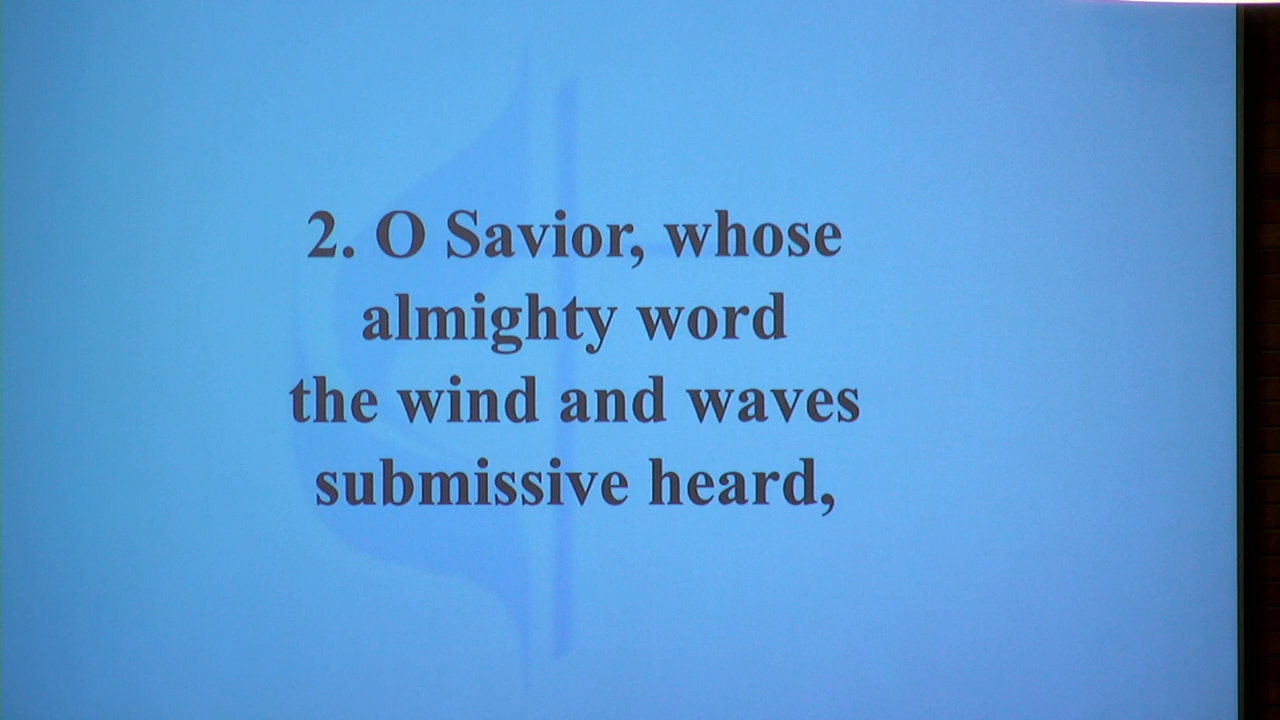 2. O Savior, whose
almighty word
the wind and waves
submissive heard,